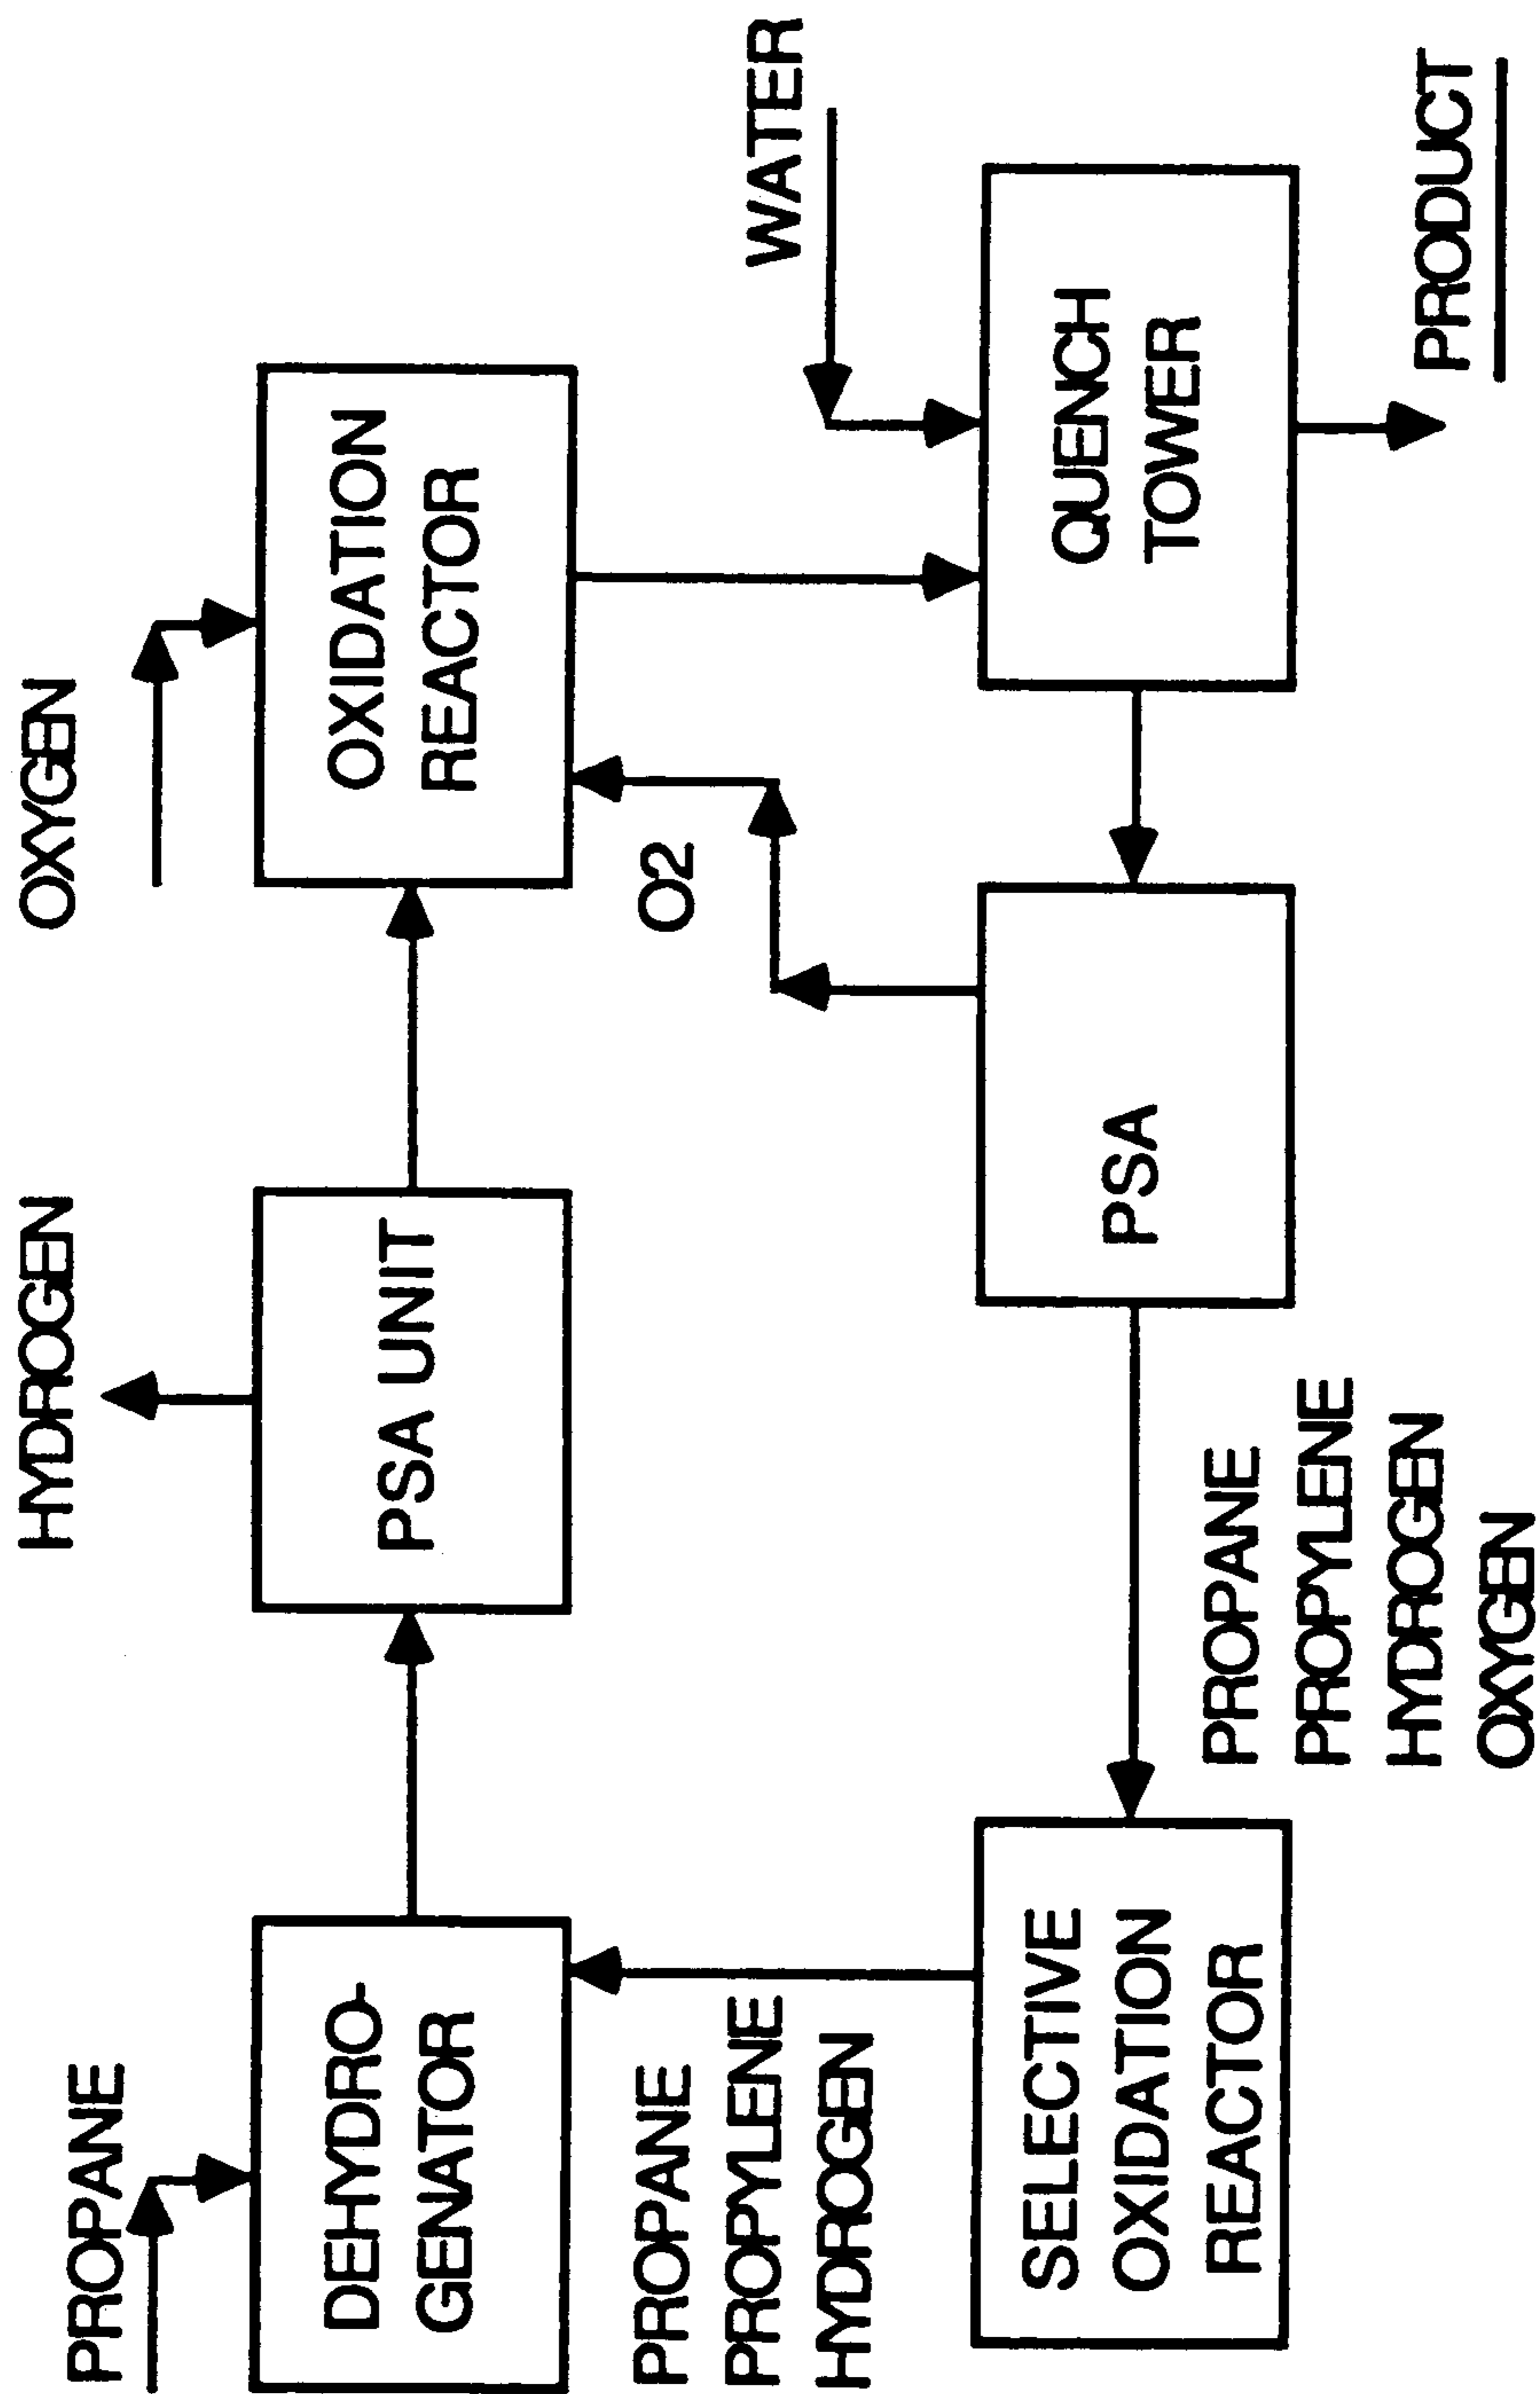 PROPANE
HYDROGEN
OXYGEN
DEHYDRO-
GENATOR
PSA UNIT
OXIDATION
REACTOR
PROPANE
PROPYLENE
HYDROGEN
O2
WATER
SELECTIVE
OXIDATION
REACTOR
PSA
QUENCH
TOWER
PROPANE
PROPYLENE
HYDROGEN
OXYGEN
PRODUCT